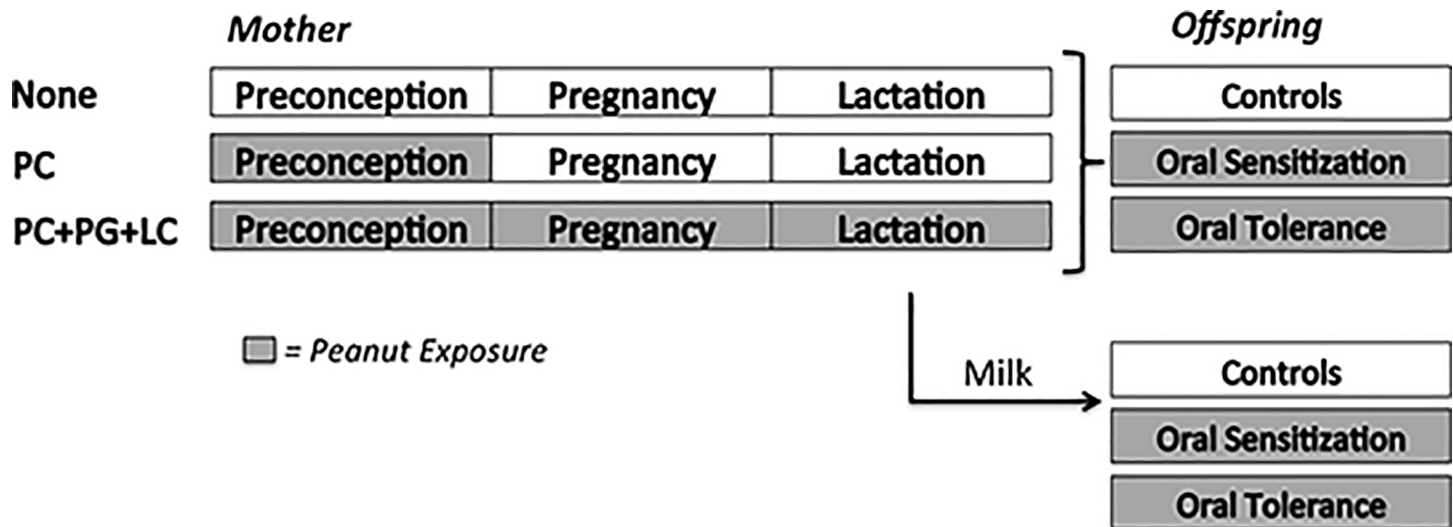 Mother Offspring
None Preconception Pregnancy Lactation Controls
PC Preconception Pregnancy Lactation Oral Sensitization
PC+PG+LC Preconception Pregnancy Lactation Oral Tolerance
= Peanut Exposure
Milk Controls
Oral Sensitization
Oral Tolerance